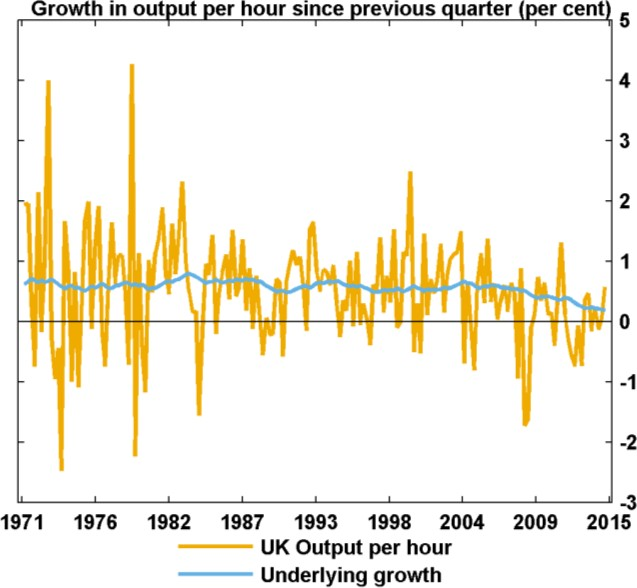 Growth in output per hour since previous quarter (per cent)
5
4
3
2
1
0
-1
-2
-3
1971 1976 1982 1987 1993 1998 2004 2009 2015
UK Output per hour
Underlying growth